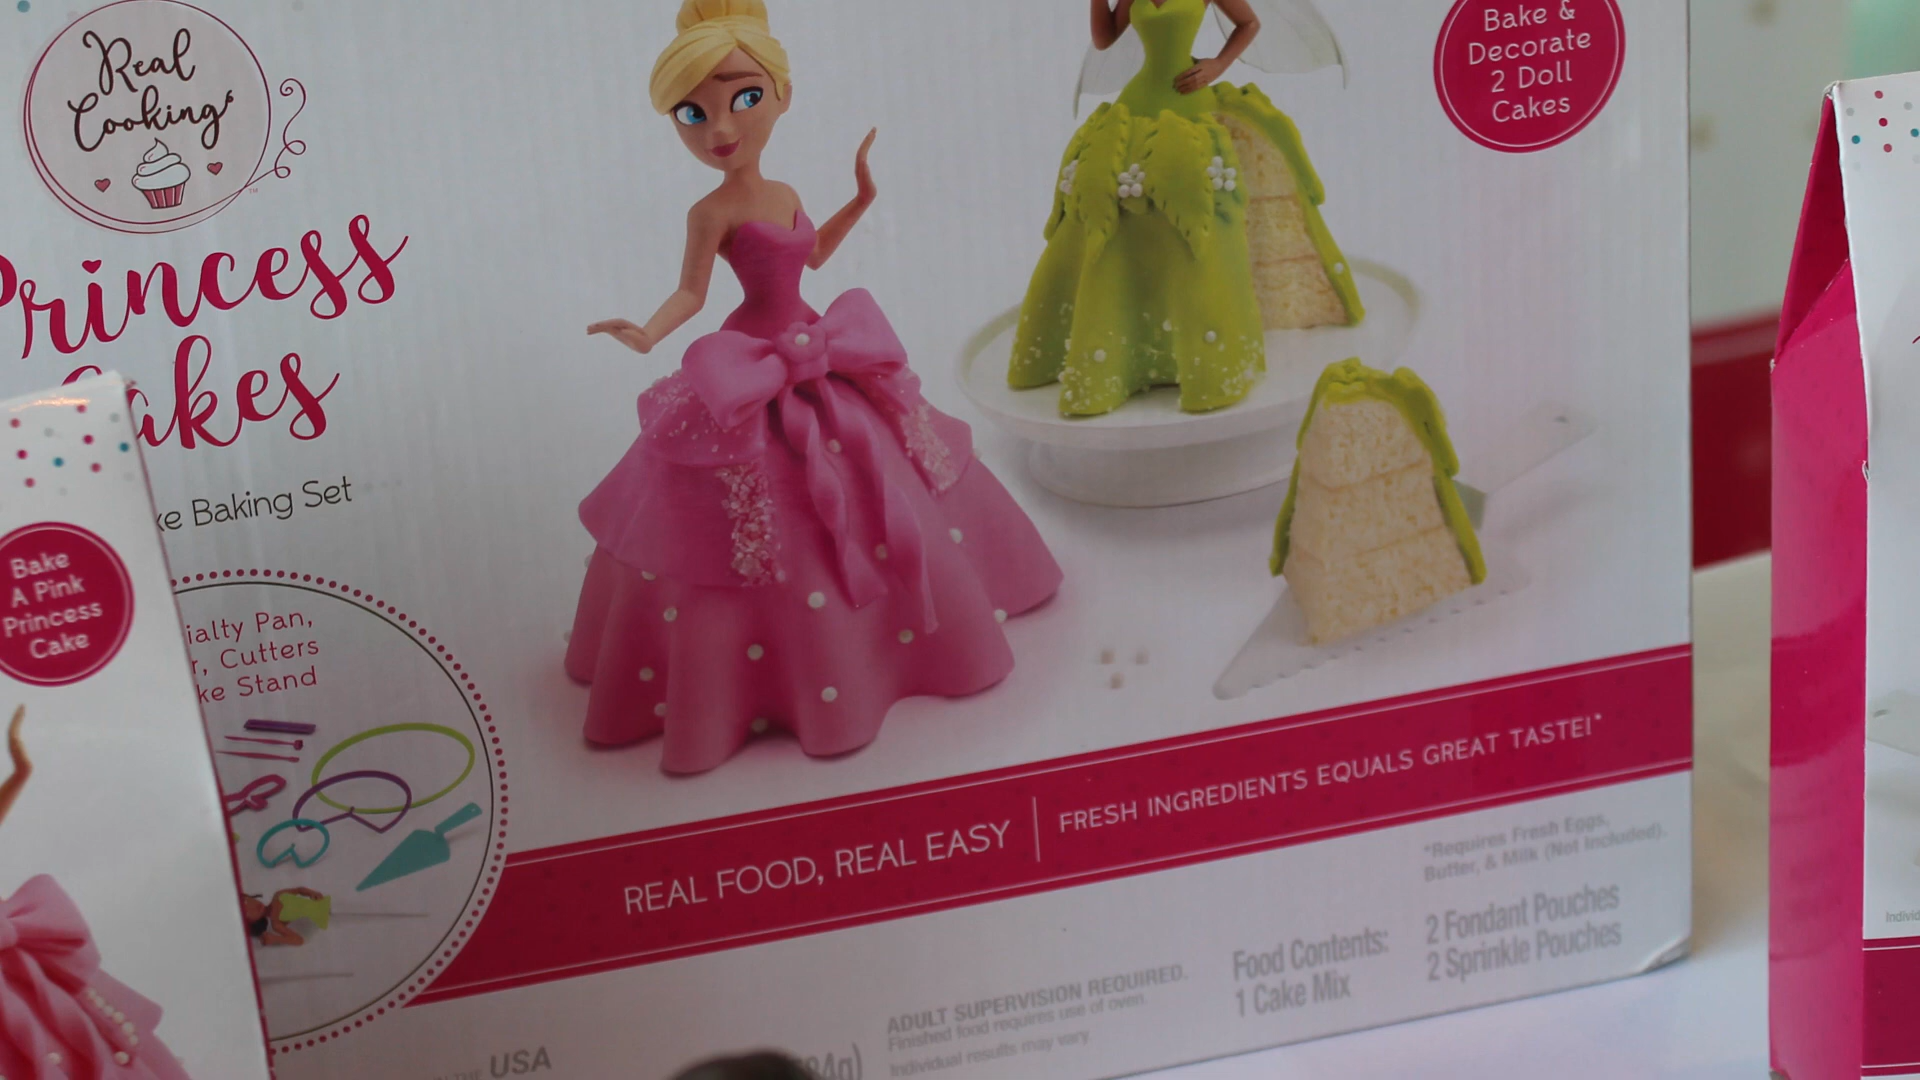 Real
Cooking
™
Princess
Cakes
Baking Set
Bake &
Decorate
2 Doll
Cakes
Bake
A Pink
Princess
Cake
ialty Pan,
r, Cutters
ke Stand
REAL FOOD, REAL EASY
FRESH INGREDIENTS EQUALS GREAT TASTE!*
*Requires Fresh Eggs,
Butter, & Milk (Not Included).
Food Contents:
1 Cake Mix
2 Fondant Pouches
2 Sprinkle Pouches
ADULT SUPERVISION REQUIRED.
Finished food requires use of oven.
Individual results may vary.
USA
84g)